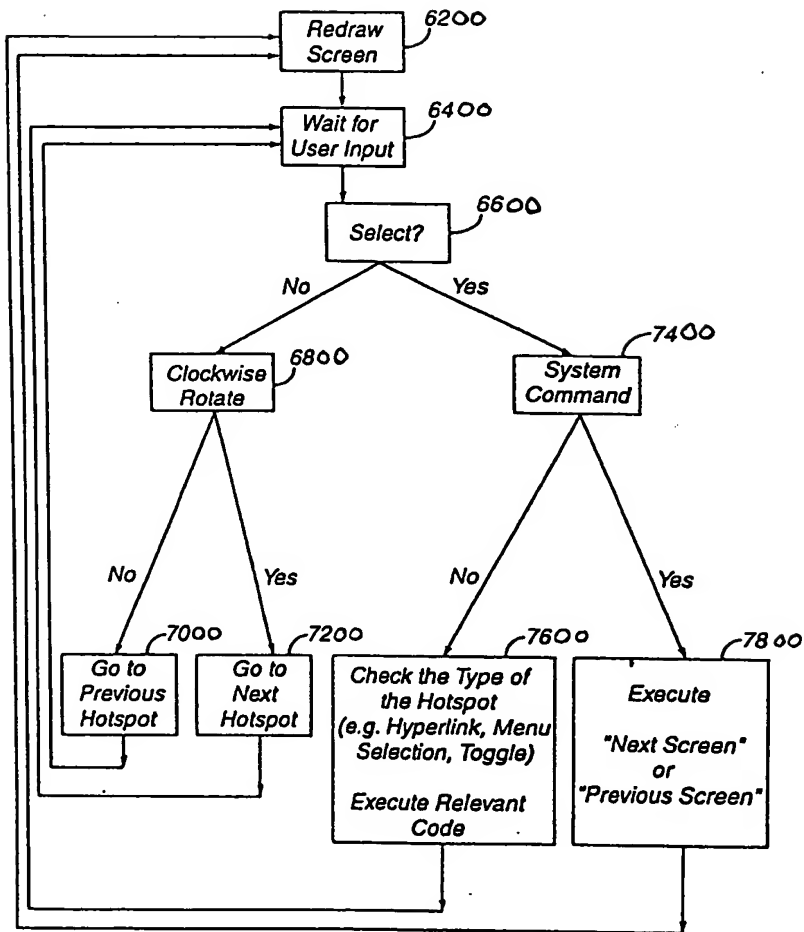 Redraw
Screen
6200
Wait for
User Input
6400
Select?
6600
No
Yes
Clockwise
Rotate
6800
System
Command
7400
No
Yes
No
Yes
Go to
Previous
Hotspot
7000
Go to
Next
Hotspot
7200
Check the Type of
the Hotspot
(e.g. Hyperlink, Menu
Selection, Toggle)
Execute Relevant
Code
7600
Execute
"Next Screen"
or
"Previous Screen"
7800